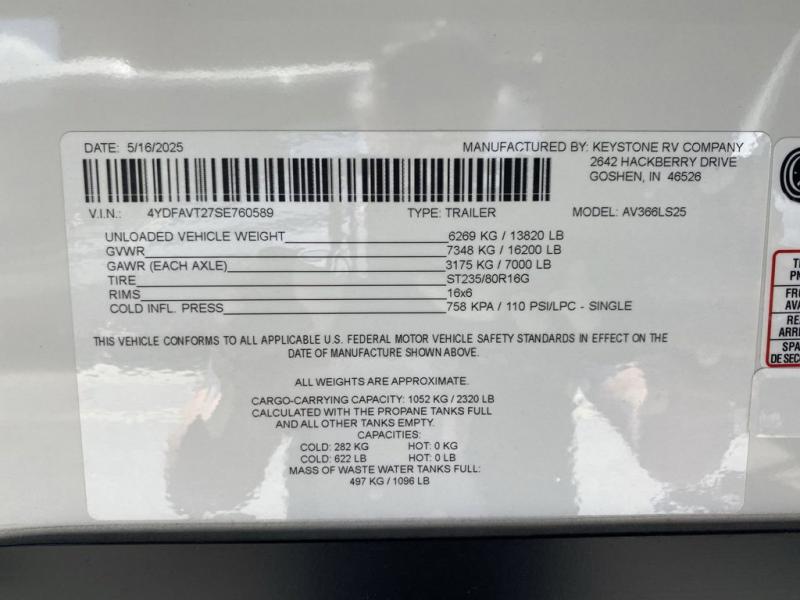 DATE: 5/16/2025 MANUFACTURED BY: KEYSTONE RV COMPANY
2642 HACKBERRY DRIVE
GOSHEN, IN 46526
V.I.N.: 4YDFAVT27SE760589 TYPE: TRAILER MODEL: AV366LS25
UNLOADED VEHICLE WEIGHT 6269 KG / 13820 LB
GVWR 7348 KG / 16200 LB
GAWR (EACH AXLE) 3175 KG / 7000 LB
TIRE ST235/80R16G
RIMS 16x6
COLD INFL. PRESS 758 KPA / 110 PSI/LPC - SINGLE
THIS VEHICLE CONFORMS TO ALL APPLICABLE U.S. FEDERAL MOTOR VEHICLE SAFETY STANDARDS IN EFFECT ON THE
DATE OF MANUFACTURE SHOWN ABOVE.
ALL WEIGHTS ARE APPROXIMATE.
CARGO-CARRYING CAPACITY: 1052 KG / 2320 LB
CALCULATED WITH THE PROPANE TANKS FULL
AND ALL OTHER TANKS EMPTY.
CAPACITIES:
COLD: 282 KG HOT: 0 KG
COLD: 622 LB HOT: 0 LB
MASS OF WASTE WATER TANKS FULL:
497 KG / 1096 LB